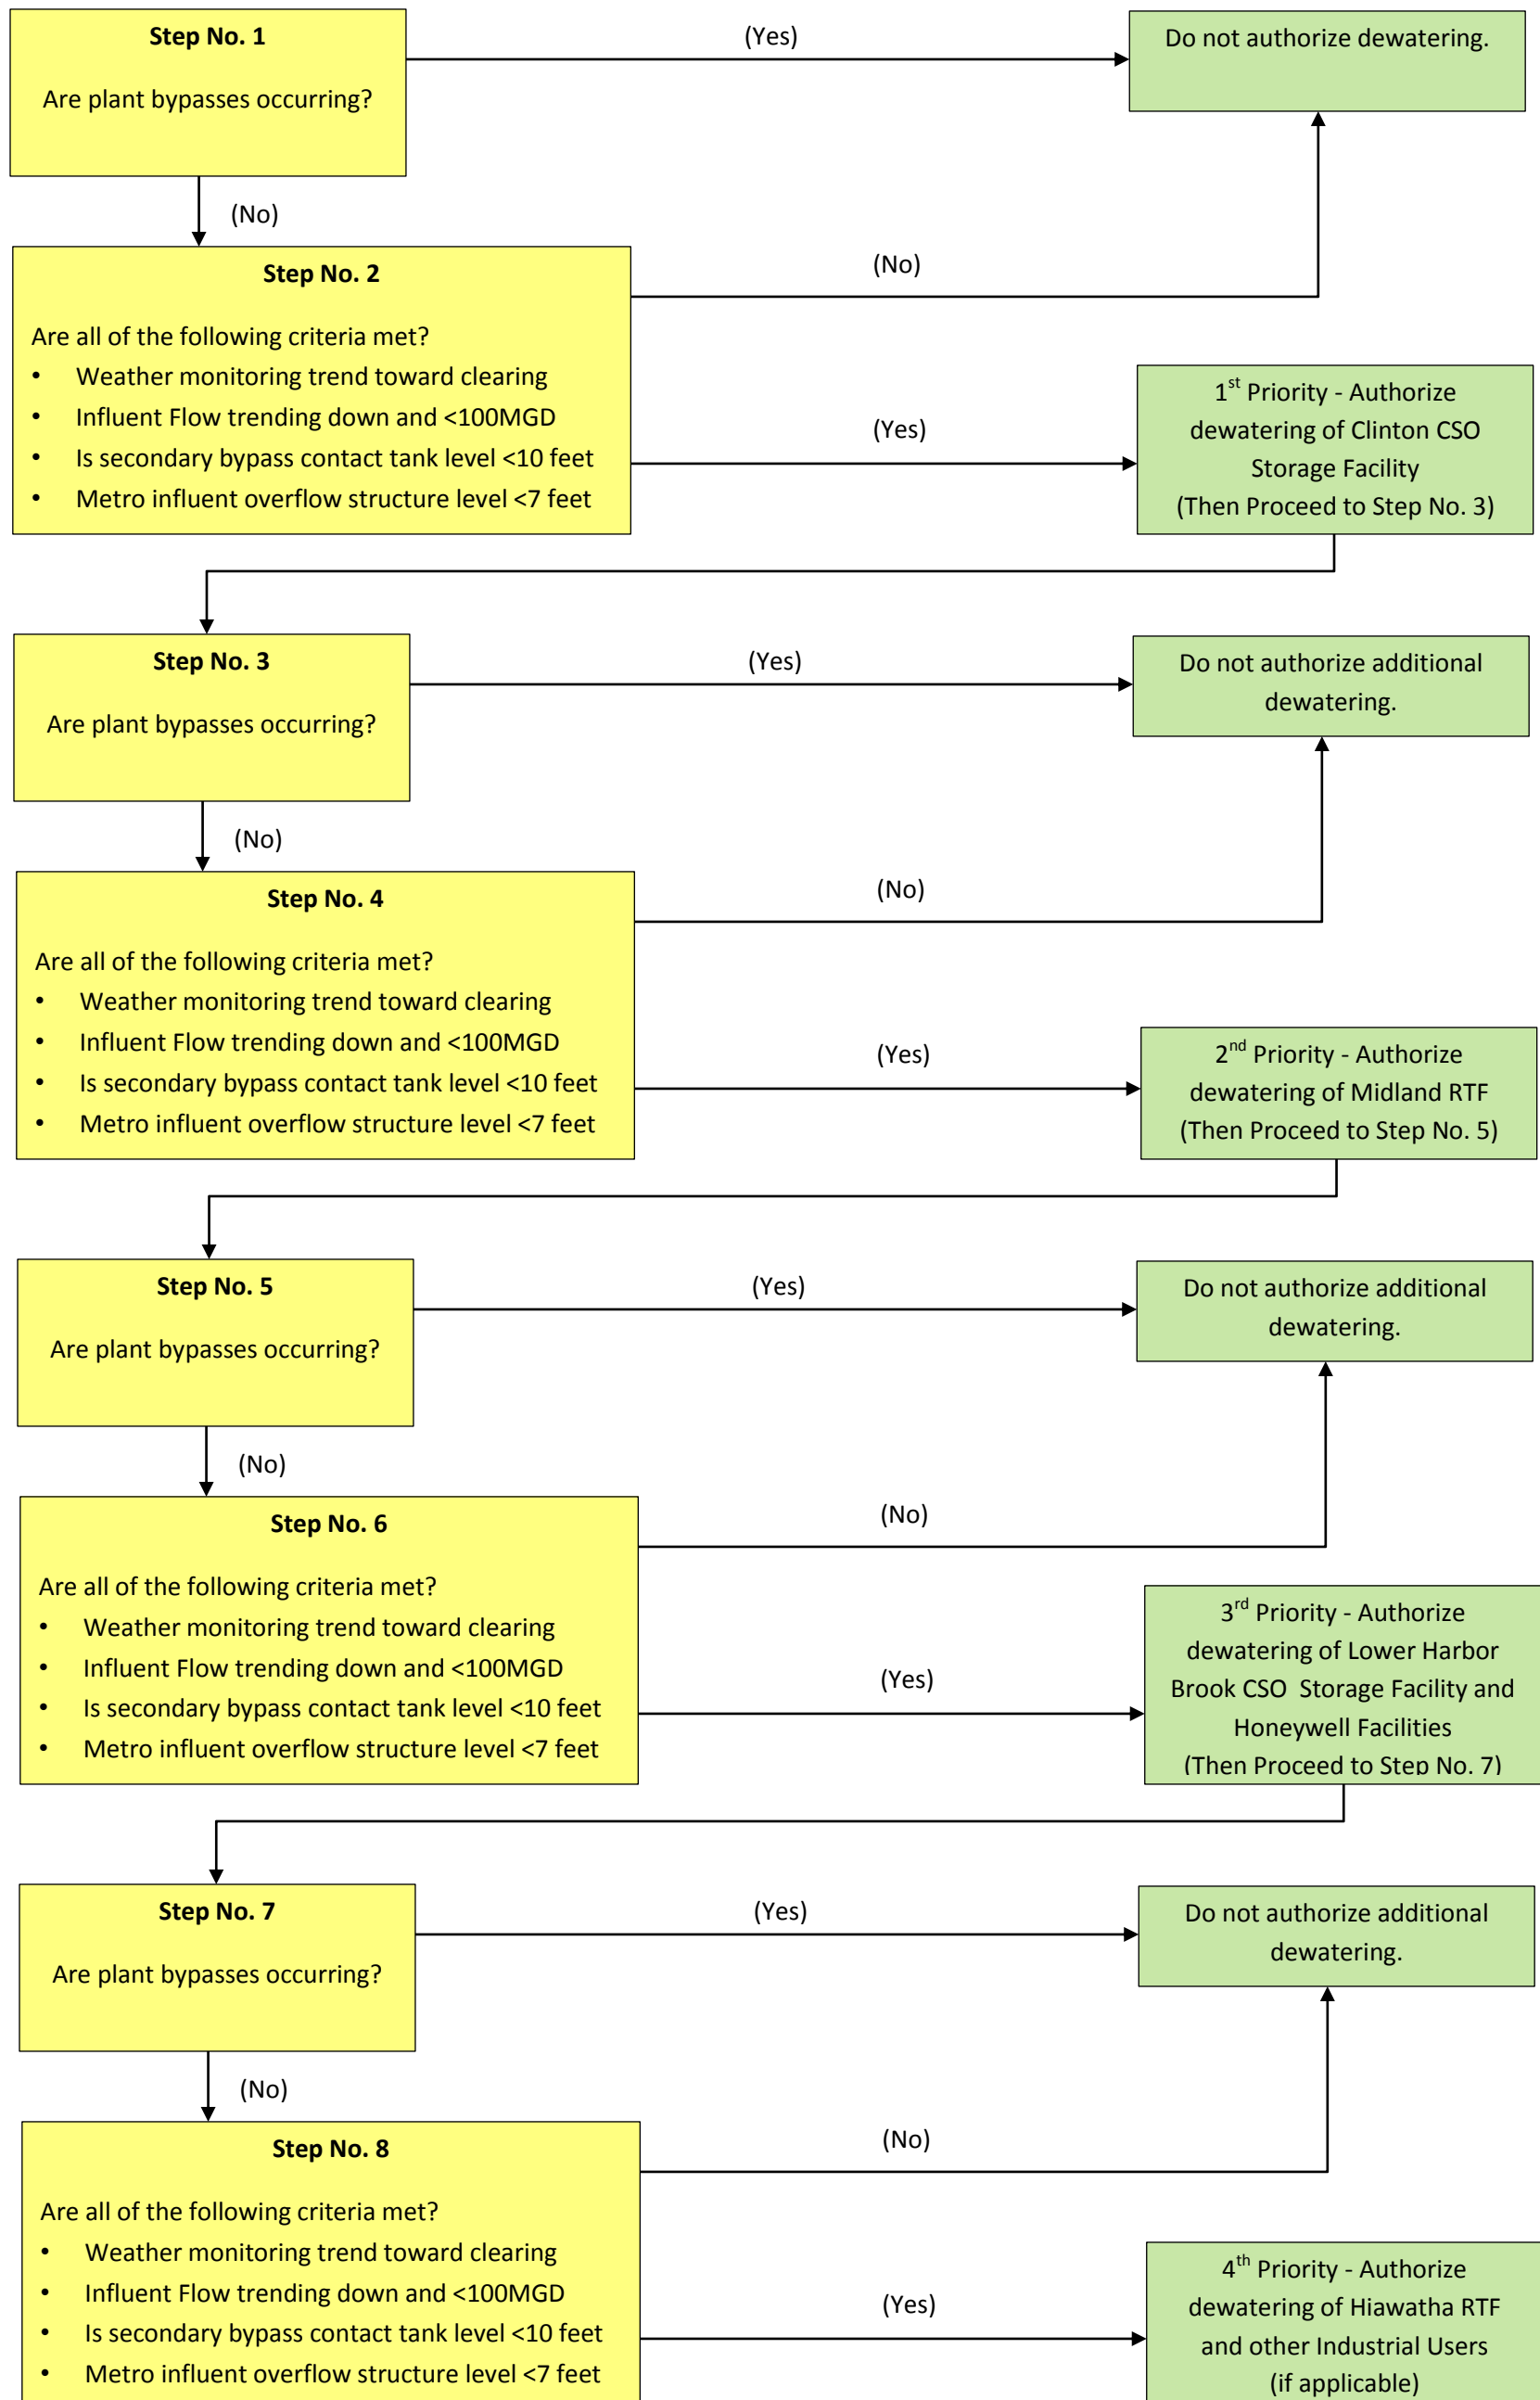 Step No. 1
Are plant bypasses occurring?
(Yes)
Do not authorize dewatering.
(No)
Step No. 2
Are all of the following criteria met?
• Weather monitoring trend toward clearing
• Influent Flow trending down and <100MGD
• Is secondary bypass contact tank level <10 feet
• Metro influent overflow structure level <7 feet
(No)
(Yes)
1st Priority - Authorize
dewatering of Clinton CSO
Storage Facility
(Then Proceed to Step No. 3)
Step No. 3
Are plant bypasses occurring?
(Yes)
Do not authorize additional
dewatering.
(No)
Step No. 4
Are all of the following criteria met?
• Weather monitoring trend toward clearing
• Influent Flow trending down and <100MGD
• Is secondary bypass contact tank level <10 feet
• Metro influent overflow structure level <7 feet
(No)
(Yes)
2nd Priority - Authorize
dewatering of Midland RTF
(Then Proceed to Step No. 5)
Step No. 5
Are plant bypasses occurring?
(Yes)
Do not authorize additional
dewatering.
(No)
Step No. 6
Are all of the following criteria met?
• Weather monitoring trend toward clearing
• Influent Flow trending down and <100MGD
• Is secondary bypass contact tank level <10 feet
• Metro influent overflow structure level <7 feet
(No)
(Yes)
3rd Priority - Authorize
dewatering of Lower Harbor
Brook CSO Storage Facility and
Honeywell Facilities
(Then Proceed to Step No. 7)
Step No. 7
Are plant bypasses occurring?
(Yes)
Do not authorize additional
dewatering.
(No)
Step No. 8
Are all of the following criteria met?
• Weather monitoring trend toward clearing
• Influent Flow trending down and <100MGD
• Is secondary bypass contact tank level <10 feet
• Metro influent overflow structure level <7 feet
(No)
(Yes)
4th Priority - Authorize
dewatering of Hiawatha RTF
and other Industrial Users
(if applicable)